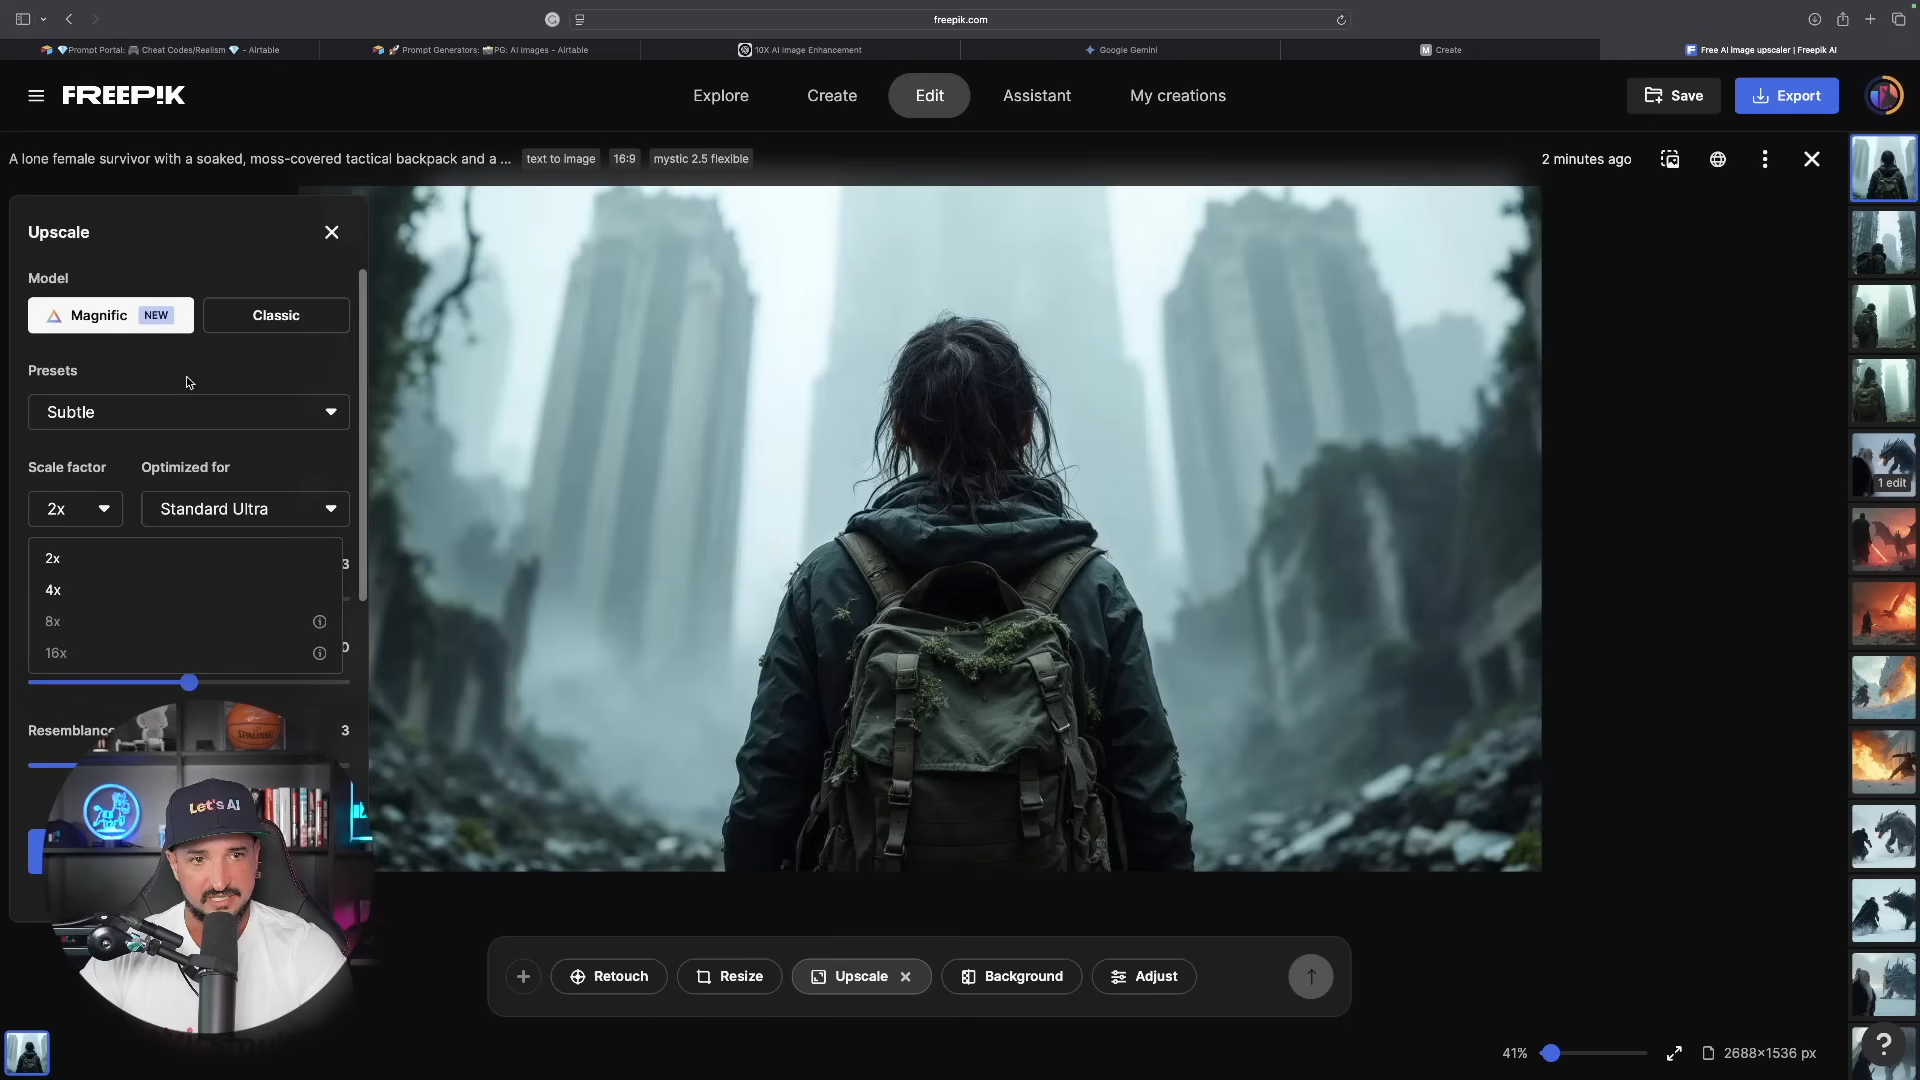 freepik.com
💎Prompt Portal: 🎮 Cheat Codes/Realism 💎 - Airtable
🚀 Prompt Generators: 📷PG: AI Images - Airtable
10X AI Image Enhancement
Google Gemini
M Create
Free AI image upscaler | Freepik AI
FREEPIK
Explore
Create
Edit
Assistant
My creations
Save
Export
A lone female survivor with a soaked, moss-covered tactical backpack and a ...
text to image
16:9
mystic 2.5 flexible
2 minutes ago
Upscale
Model
Magnific NEW
Classic
Presets
Subtle
Scale factor
Optimized for
2x
Standard Ultra
2x
3
4x
8x
0
16x
Resemblance
3
1 edit
SPALDING
Let's AI
Retouch
Resize
Upscale
Background
Adjust
41%
2688×1536 px
?